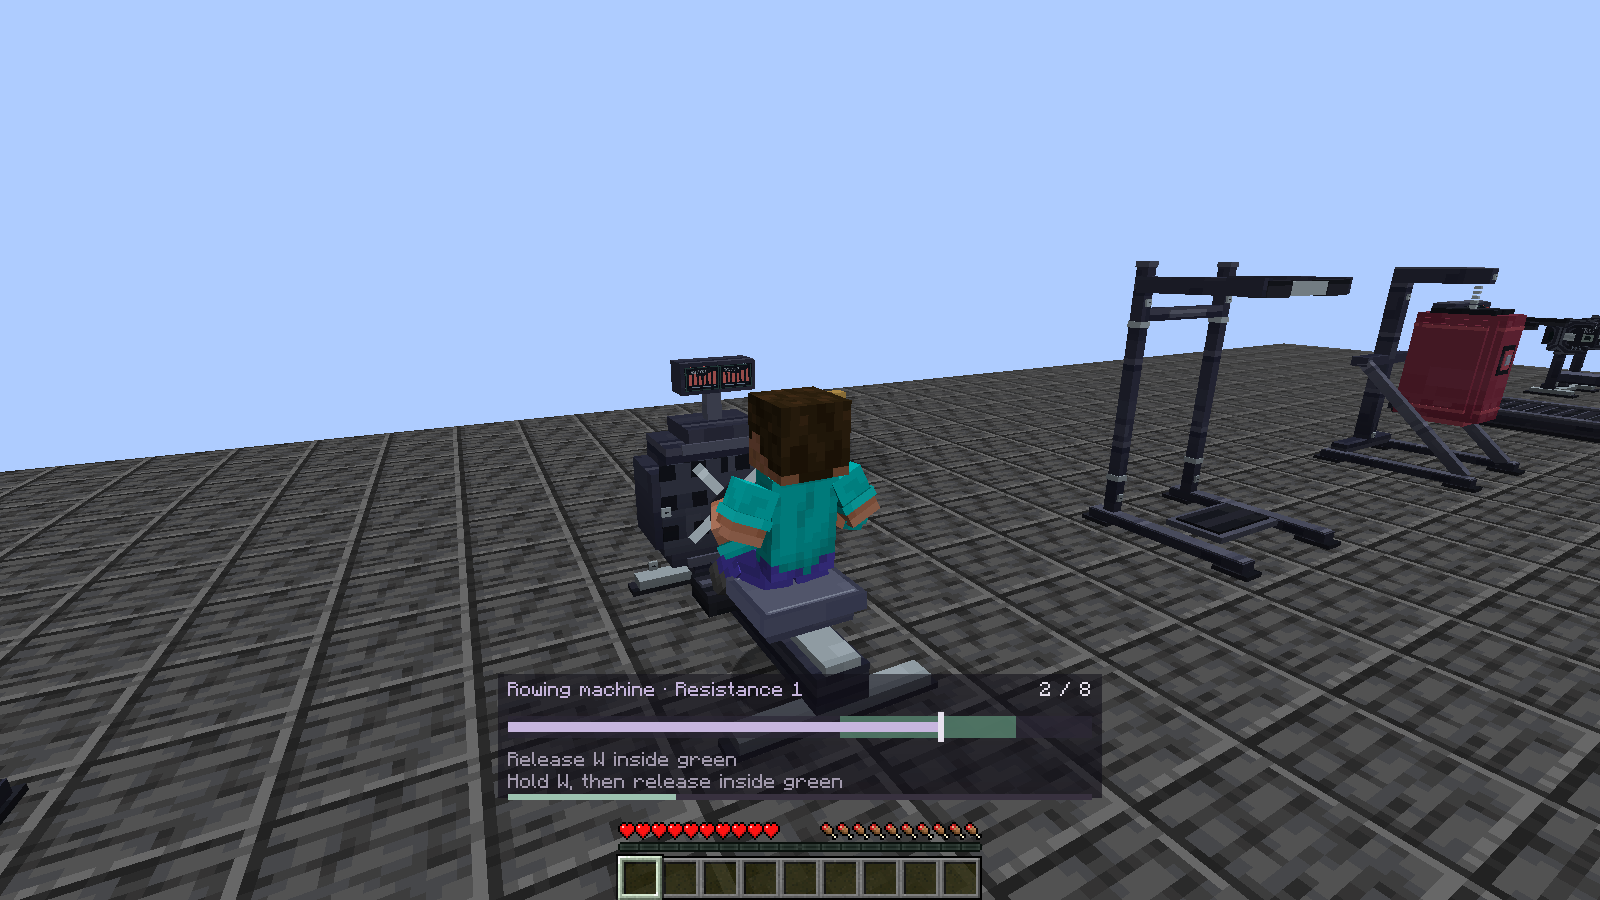 Rowing machine · Resistance 1
2 / 8
Release W inside green
Hold W, then release inside green